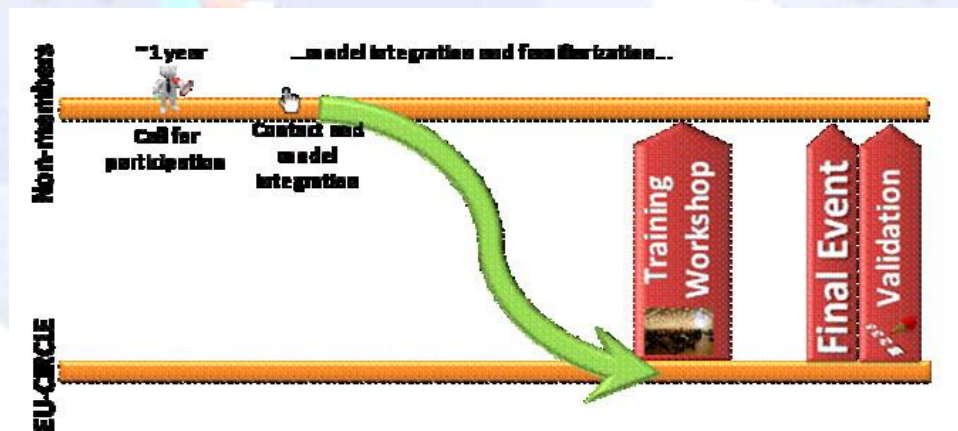 Non-members
~1 year
...model integration and familiarization...
Call for
participation
Contact and
model
integration
Training
Workshop
Final Event
Validation
EU-CIRCLE